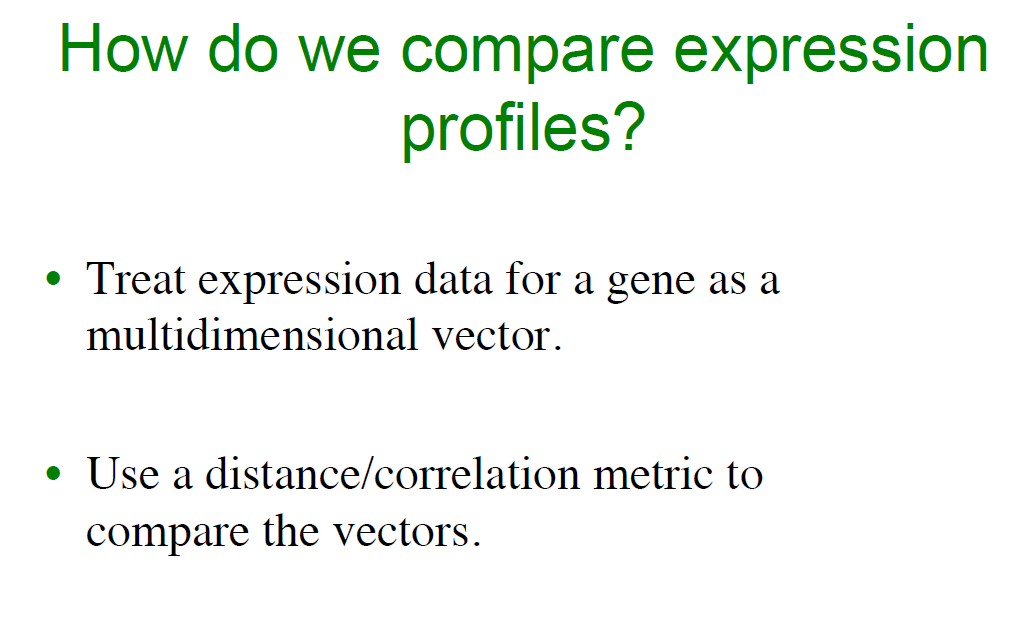 How do we compare expression
profiles?
• Treat expression data for a gene as a
multidimensional vector.
• Use a distance/correlation metric to
compare the vectors.